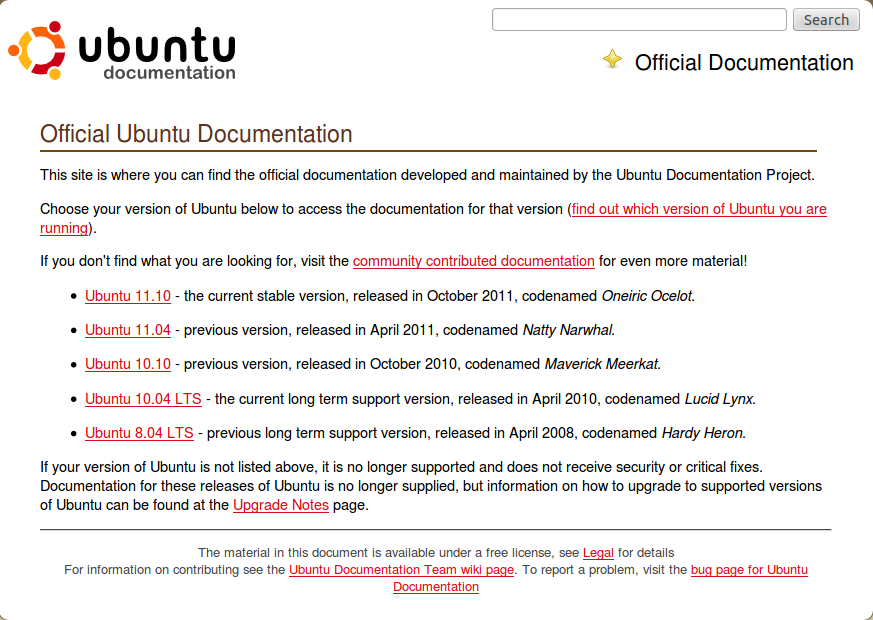 Search
ubuntu
documentation
Official Documentation
Official Ubuntu Documentation
This site is where you can find the official documentation developed and maintained by the Ubuntu Documentation Project.
Choose your version of Ubuntu below to access the documentation for that version (find out which version of Ubuntu you are
running).
If you don't find what you are looking for, visit the community contributed documentation for even more material!
• Ubuntu 11.10 - the current stable version, released in October 2011, codenamed Oneiric Ocelot.
• Ubuntu 11.04 - previous version, released in April 2011, codenamed Natty Narwhal.
• Ubuntu 10.10 - previous version, released in October 2010, codenamed Maverick Meerkat.
• Ubuntu 10.04 LTS - the current long term support version, released in April 2010, codenamed Lucid Lynx.
• Ubuntu 8.04 LTS - previous long term support version, released in April 2008, codenamed Hardy Heron.
If your version of Ubuntu is not listed above, it is no longer supported and does not receive security or critical fixes.
Documentation for these releases of Ubuntu is no longer supplied, but information on how to upgrade to supported versions
of Ubuntu can be found at the Upgrade Notes page.
The material in this document is available under a free license, see Legal for details
For information on contributing see the Ubuntu Documentation Team wiki page. To report a problem, visit the bug page for Ubuntu
Documentation